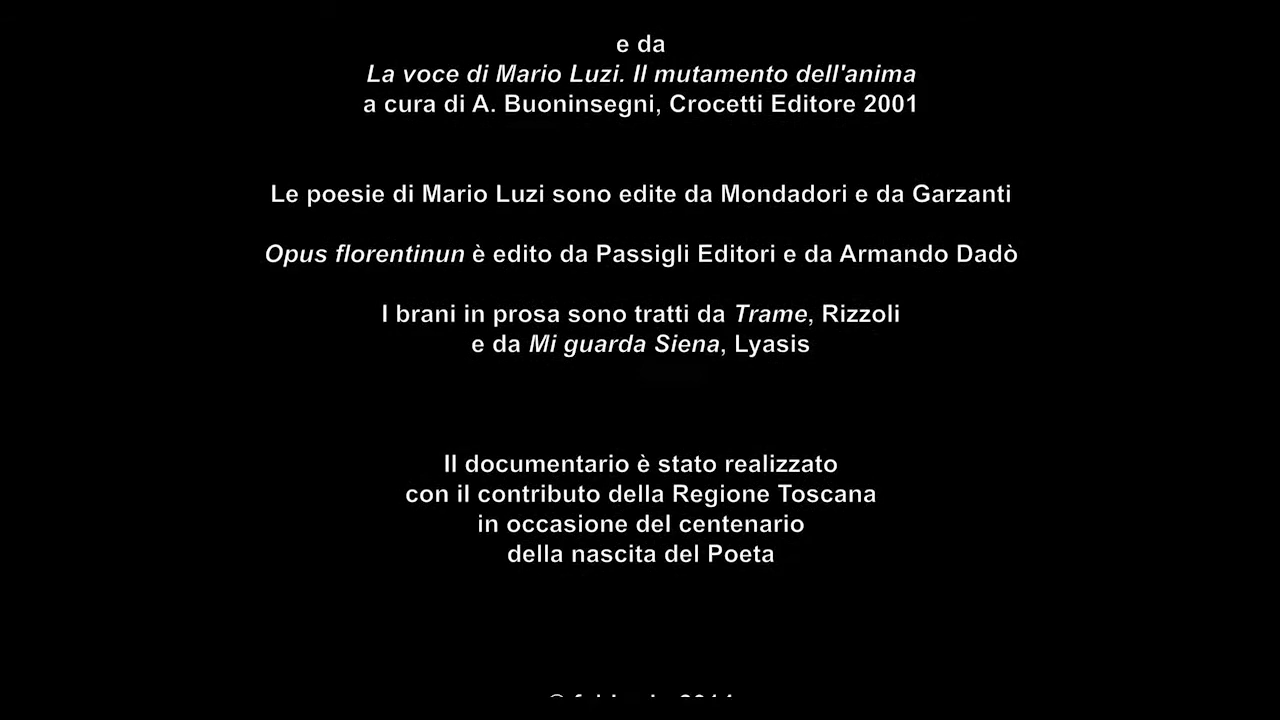 e da
La voce di Mario Luzi. Il mutamento dell'anima
a cura di A. Buoninsegni, Crocetti Editore 2001
Le poesie di Mario Luzi sono edite da Mondadori e da Garzanti
Opus florentinun è edito da Passigli Editori e da Armando Dadò
I brani in prosa sono tratti da Trame, Rizzoli
e da Mi guarda Siena, Lyasis
Il documentario è stato realizzato
con il contributo della Regione Toscana
in occasione del centenario
della nascita del Poeta